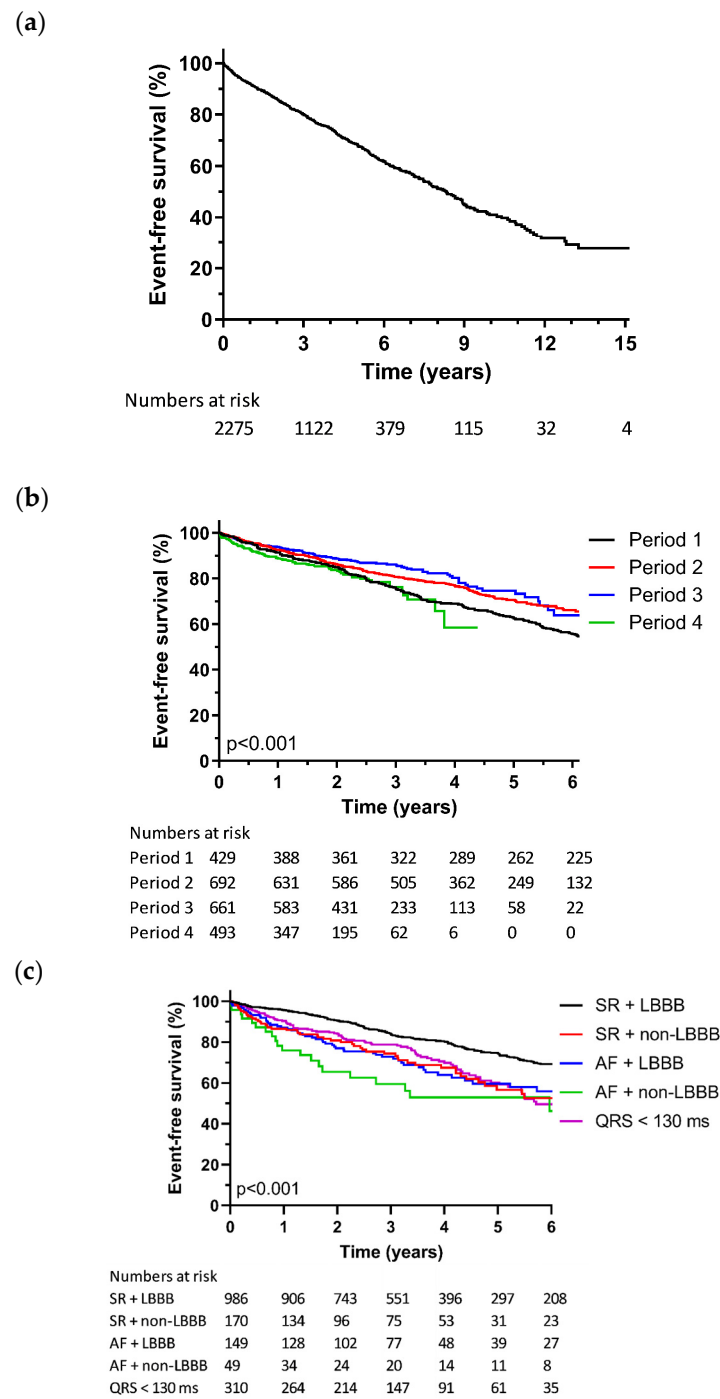 (a)
Event-free survival (%)
100
80
60
40
20
0
0 3 6 9 12 15
Time (years)
Numbers at risk
2275 1122 379 115 32 4
(b)
Event-free survival (%)
100
80
60
40
20
0
p<0.001
Period 1
Period 2
Period 3
Period 4
0 1 2 3 4 5 6
Time (years)
Numbers at risk
Period 1 429 388 361 322 289 262 225
Period 2 692 631 586 505 362 249 132
Period 3 661 583 431 233 113 58 22
Period 4 493 347 195 62 6 0 0
(c)
Event-free survival (%)
100
80
60
40
20
0
p<0.001
SR + LBBB
SR + non-LBBB
AF + LBBB
AF + non-LBBB
QRS < 130 ms
0 1 2 3 4 5 6
Time (years)
Numbers at risk
SR + LBBB 986 906 743 551 396 297 208
SR + non-LBBB 170 134 96 75 53 31 23
AF + LBBB 149 128 102 77 48 39 27
AF + non-LBBB 49 34 24 20 14 11 8
QRS < 130 ms 310 264 214 147 91 61 35